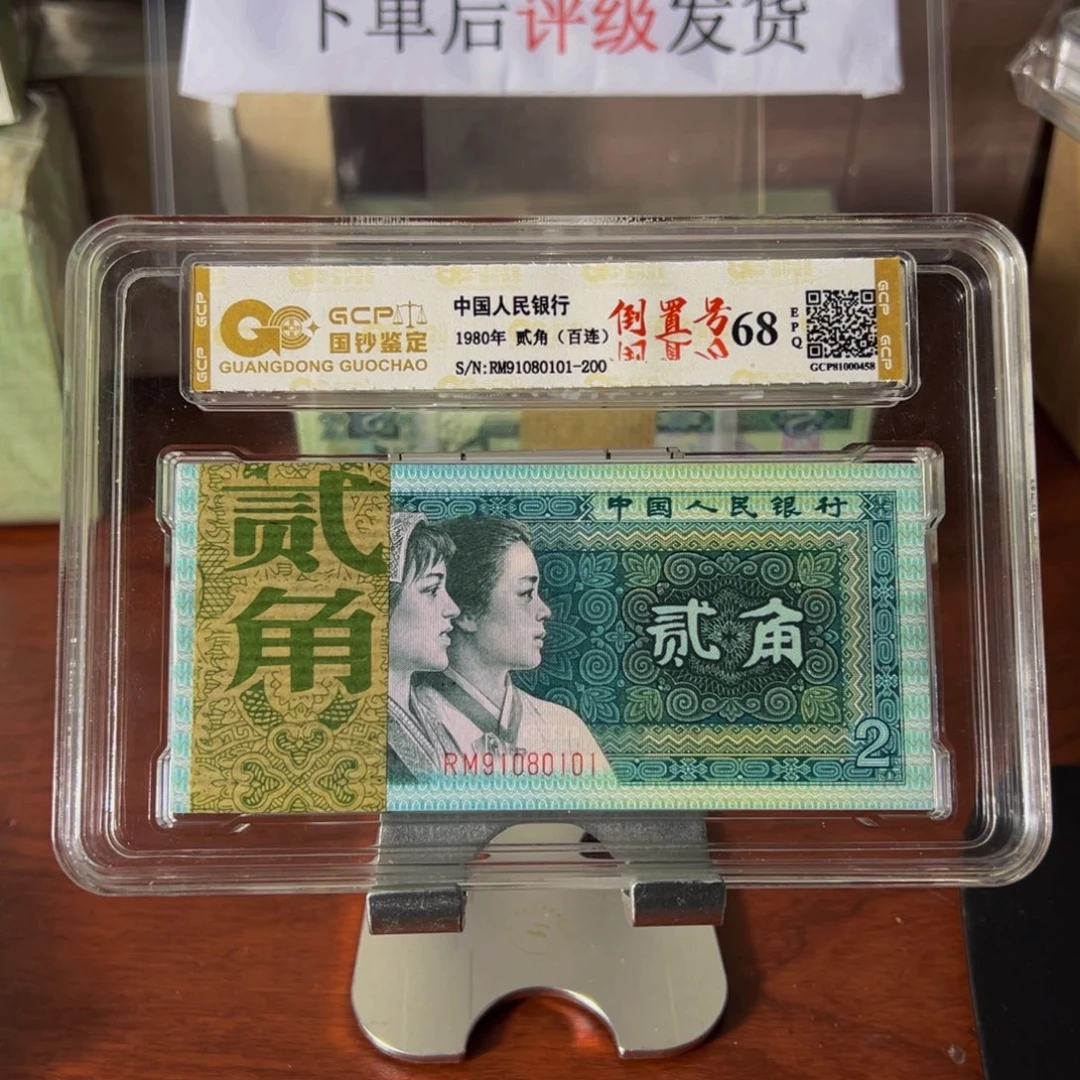 下单后评级发货
GCP
GCP
GCP
国钞鉴定
GUANGDONG GUOCHAO
中国人民银行
1980年 贰角（百连）
S/N:RM91080101-200
倒置号
68
EPQ
GCP81000458
GCP
GCP
贰角
中国人民银行
贰角
RM91080101
2